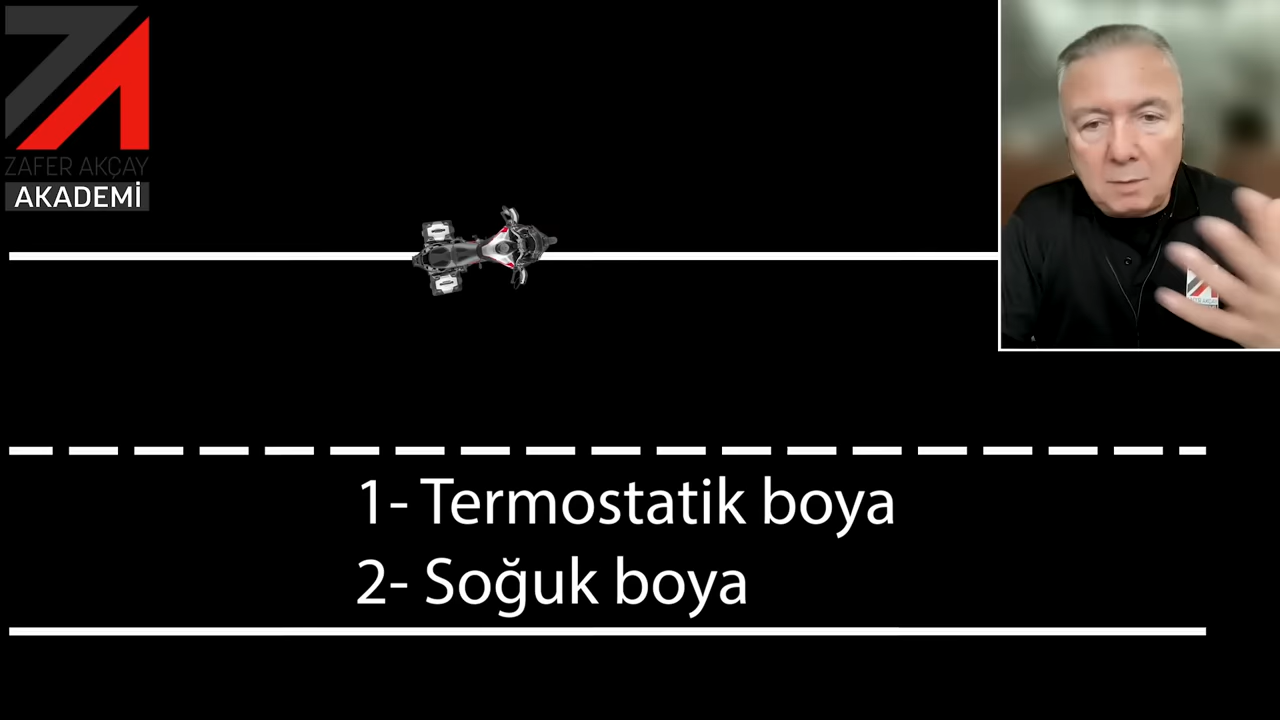 ZAFER AKÇAY
AKADEMİ
1- Termostatik boya
2- Soğuk boya